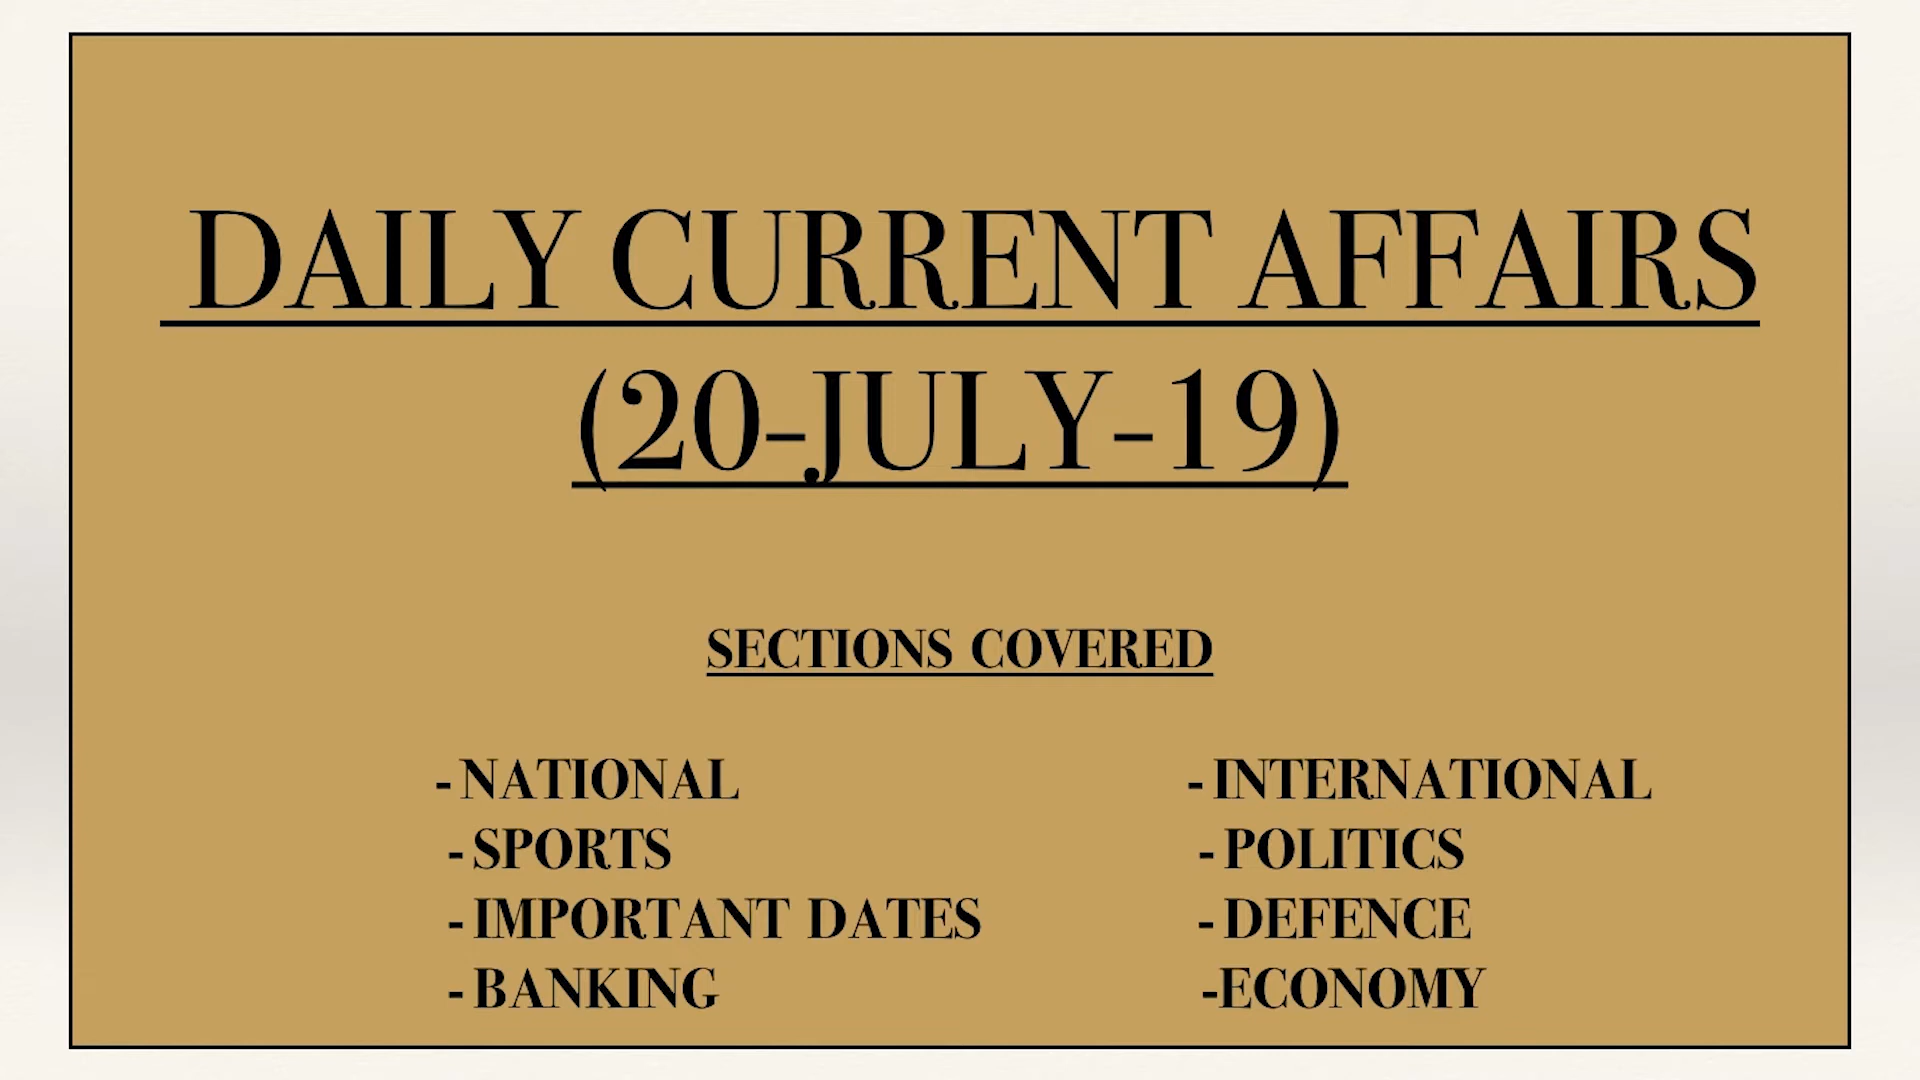 DAILY CURRENT AFFAIRS
(20-JULY-19)
SECTIONS COVERED
- NATIONAL
- SPORTS
- IMPORTANT DATES
- BANKING
- INTERNATIONAL
- POLITICS
- DEFENCE
-ECONOMY